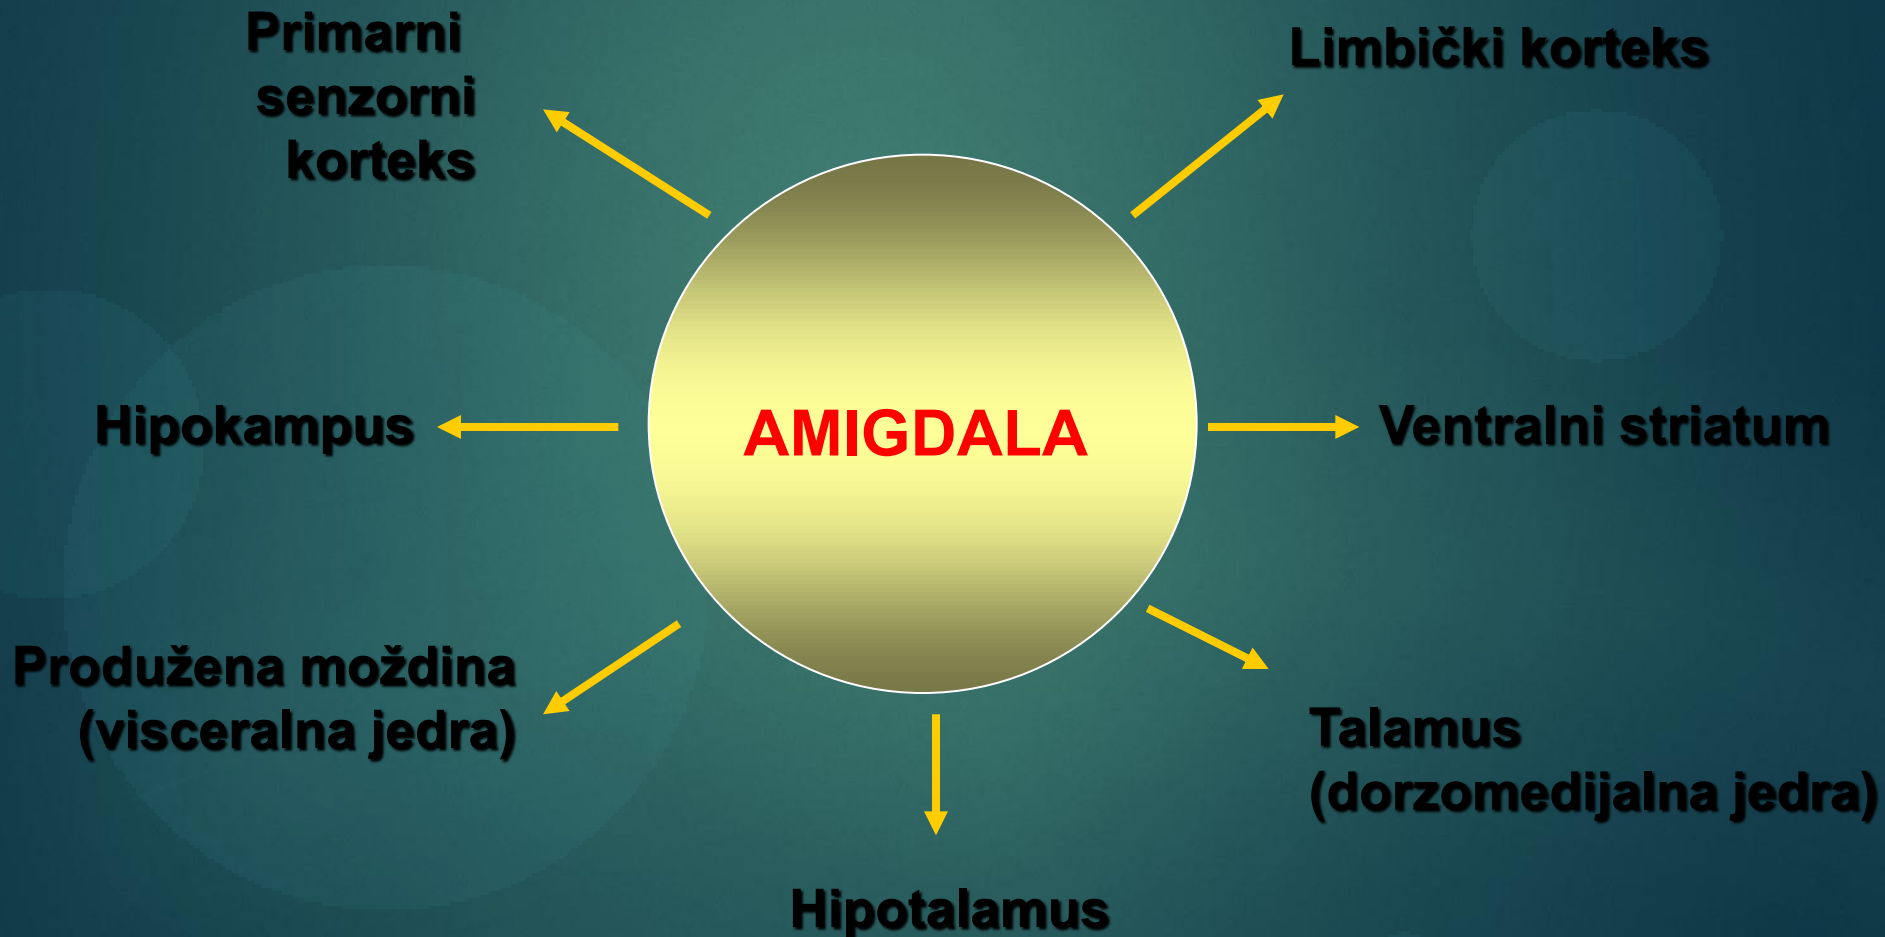 Primarni
senzorni
korteks
Limbički korteks
Hipokampus
AMIGDALA
Ventralni striatum
Produžena moždina
(visceralna jedra)
Talamus
(dorzomedijalna jedra)
Hipotalamus